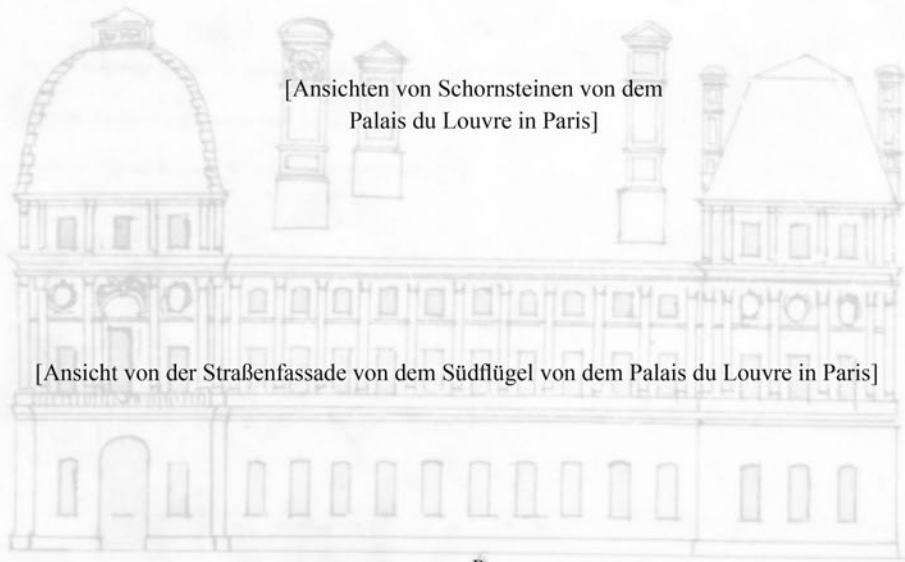 [Ansichten von Schornsteinen von dem
Palais du Louvre in Paris]
[Ansicht von der Straßenfassade von dem Südflügel von dem Palais du Louvre in Paris]